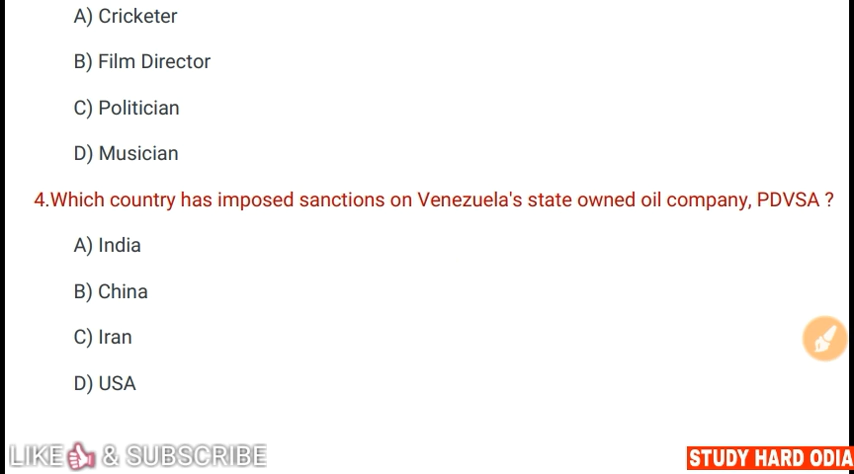 A) Cricketer
B) Film Director
C) Politician
D) Musician
4.Which country has imposed sanctions on Venezuela's state owned oil company, PDVSA ?
A) India
B) China
C) Iran
D) USA
LIKE & SUBSCRIBE
STUDY HARD ODIA